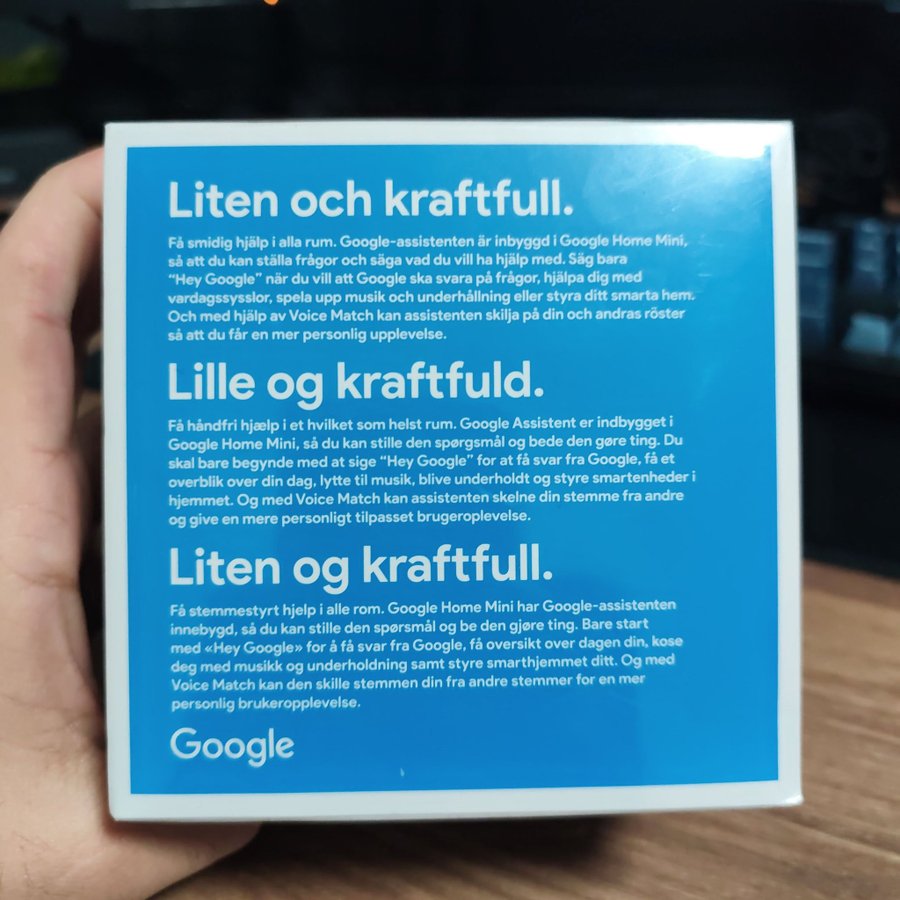 Liten och kraftfull.
Få smidig hjälp i alla rum. Google-assistenten är inbyggd i Google Home Mini,
så att du kan ställa frågor och säga vad du vill ha hjälp med. Säg bara
“Hey Google” när du vill att Google ska svara på frågor, hjälpa dig med
vardagssysslor, spela upp musik och underhållning eller styra ditt smarta hem.
Och med hjälp av Voice Match kan assistenten skilja på din och andras röster
så att du får en mer personlig upplevelse.
Lille og kraftfuld.
Få håndfri hjælp i et hvilket som helst rum. Google Assistent er indbygget i
Google Home Mini, så du kan stille den spørgsmål og bede den gøre ting. Du
skal bare begynde med at sige “Hey Google” for at få svar fra Google, få et
overblik over din dag, lytte til musik, blive underholdt og styre smartenheder i
hjemmet. Og med Voice Match kan assistenten skelne din stemme fra andre
og give en mere personligt tilpasset brugeroplevelse.
Liten og kraftfull.
Få stemmestyrt hjelp i alle rom. Google Home Mini har Google-assistenten
innebygd, så du kan stille den spørsmål og be den gjøre ting. Bare start
med «Hey Google» for å få svar fra Google, få oversikt over dagen din, kose
deg med musikk og underholdning samt styre smarthjemmet ditt. Og med
Voice Match kan den skille stemmen din fra andre stemmer for en mer
personlig brukeropplevelse.
Google